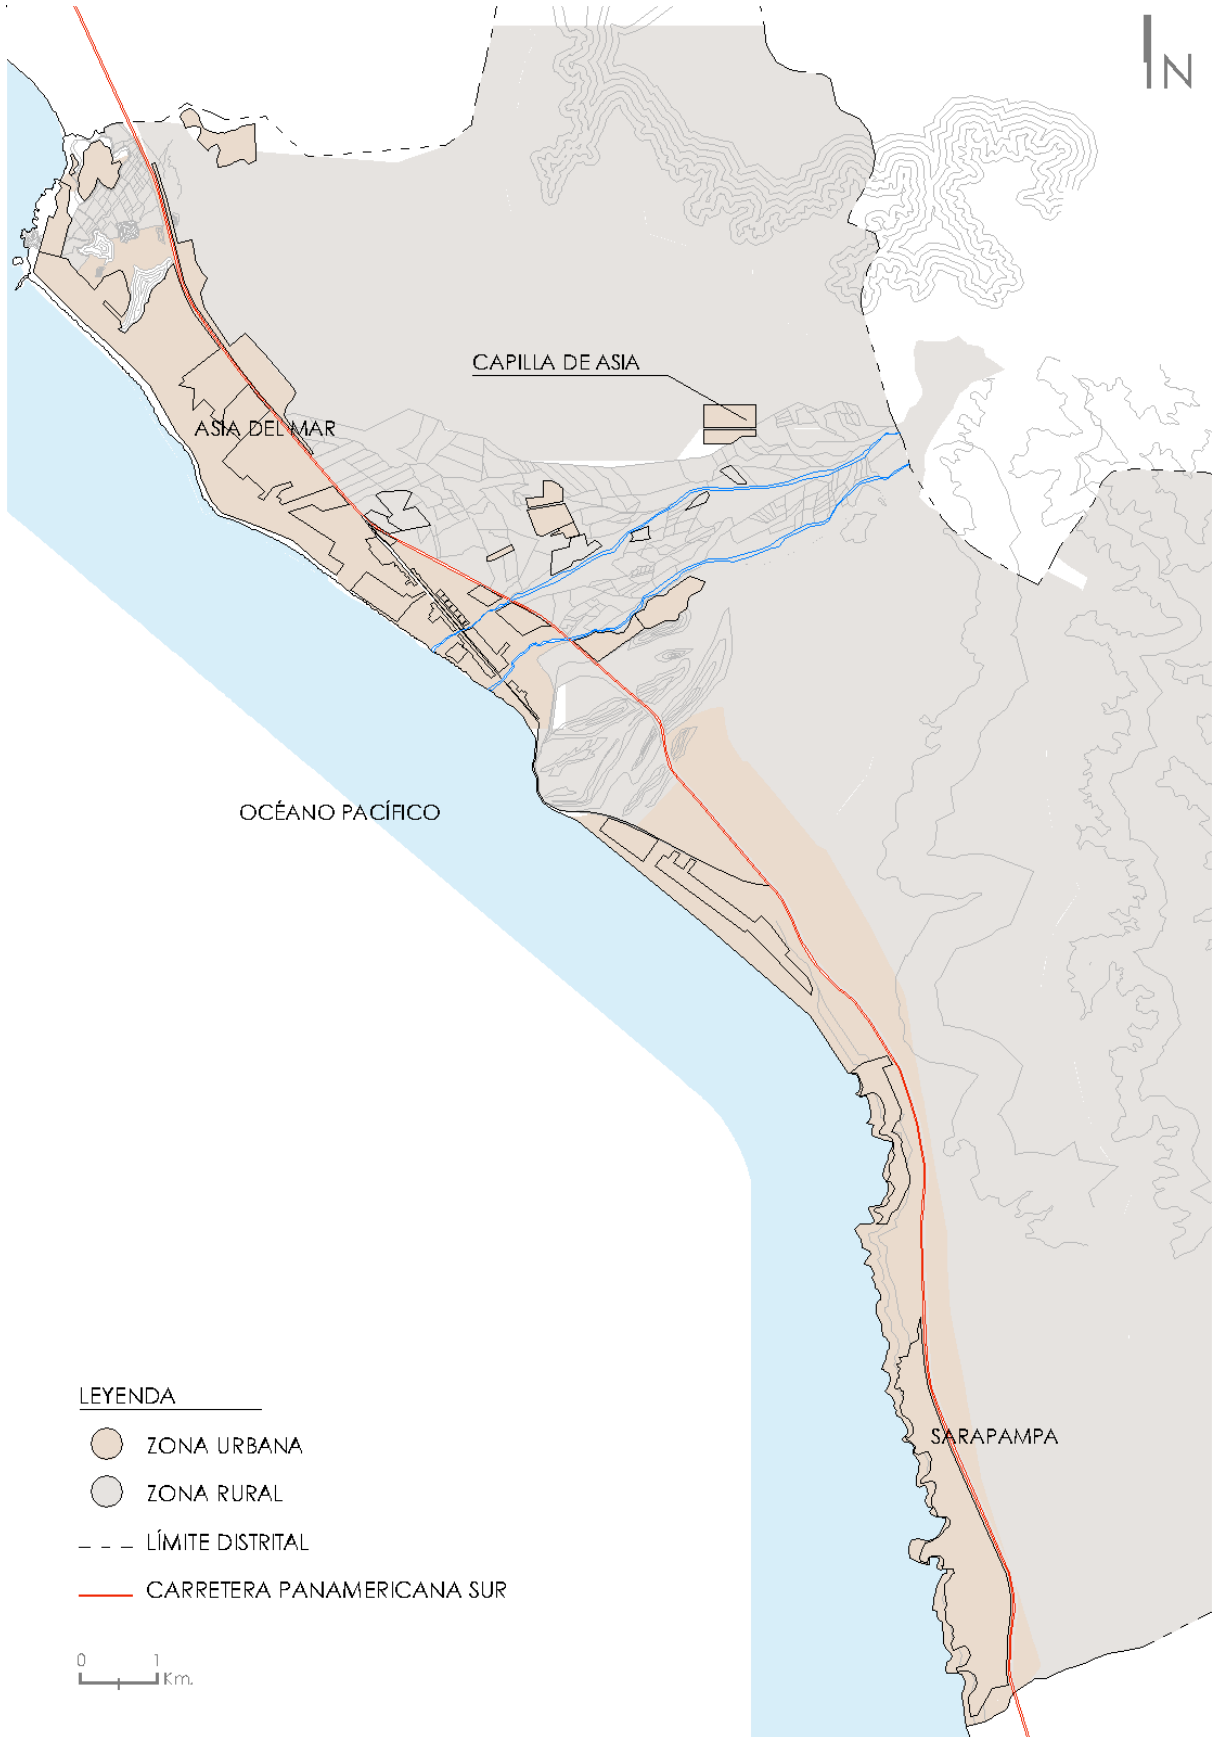 N
CAPILLA DE ASIA
ASIA DEL MAR
OCÉANO PACÍFICO
SARAPAMPA
LEYENDA
ZONA URBANA
ZONA RURAL
LÍMITE DISTRITAL
CARRETERA PANAMERICANA SUR
0 1
Km.